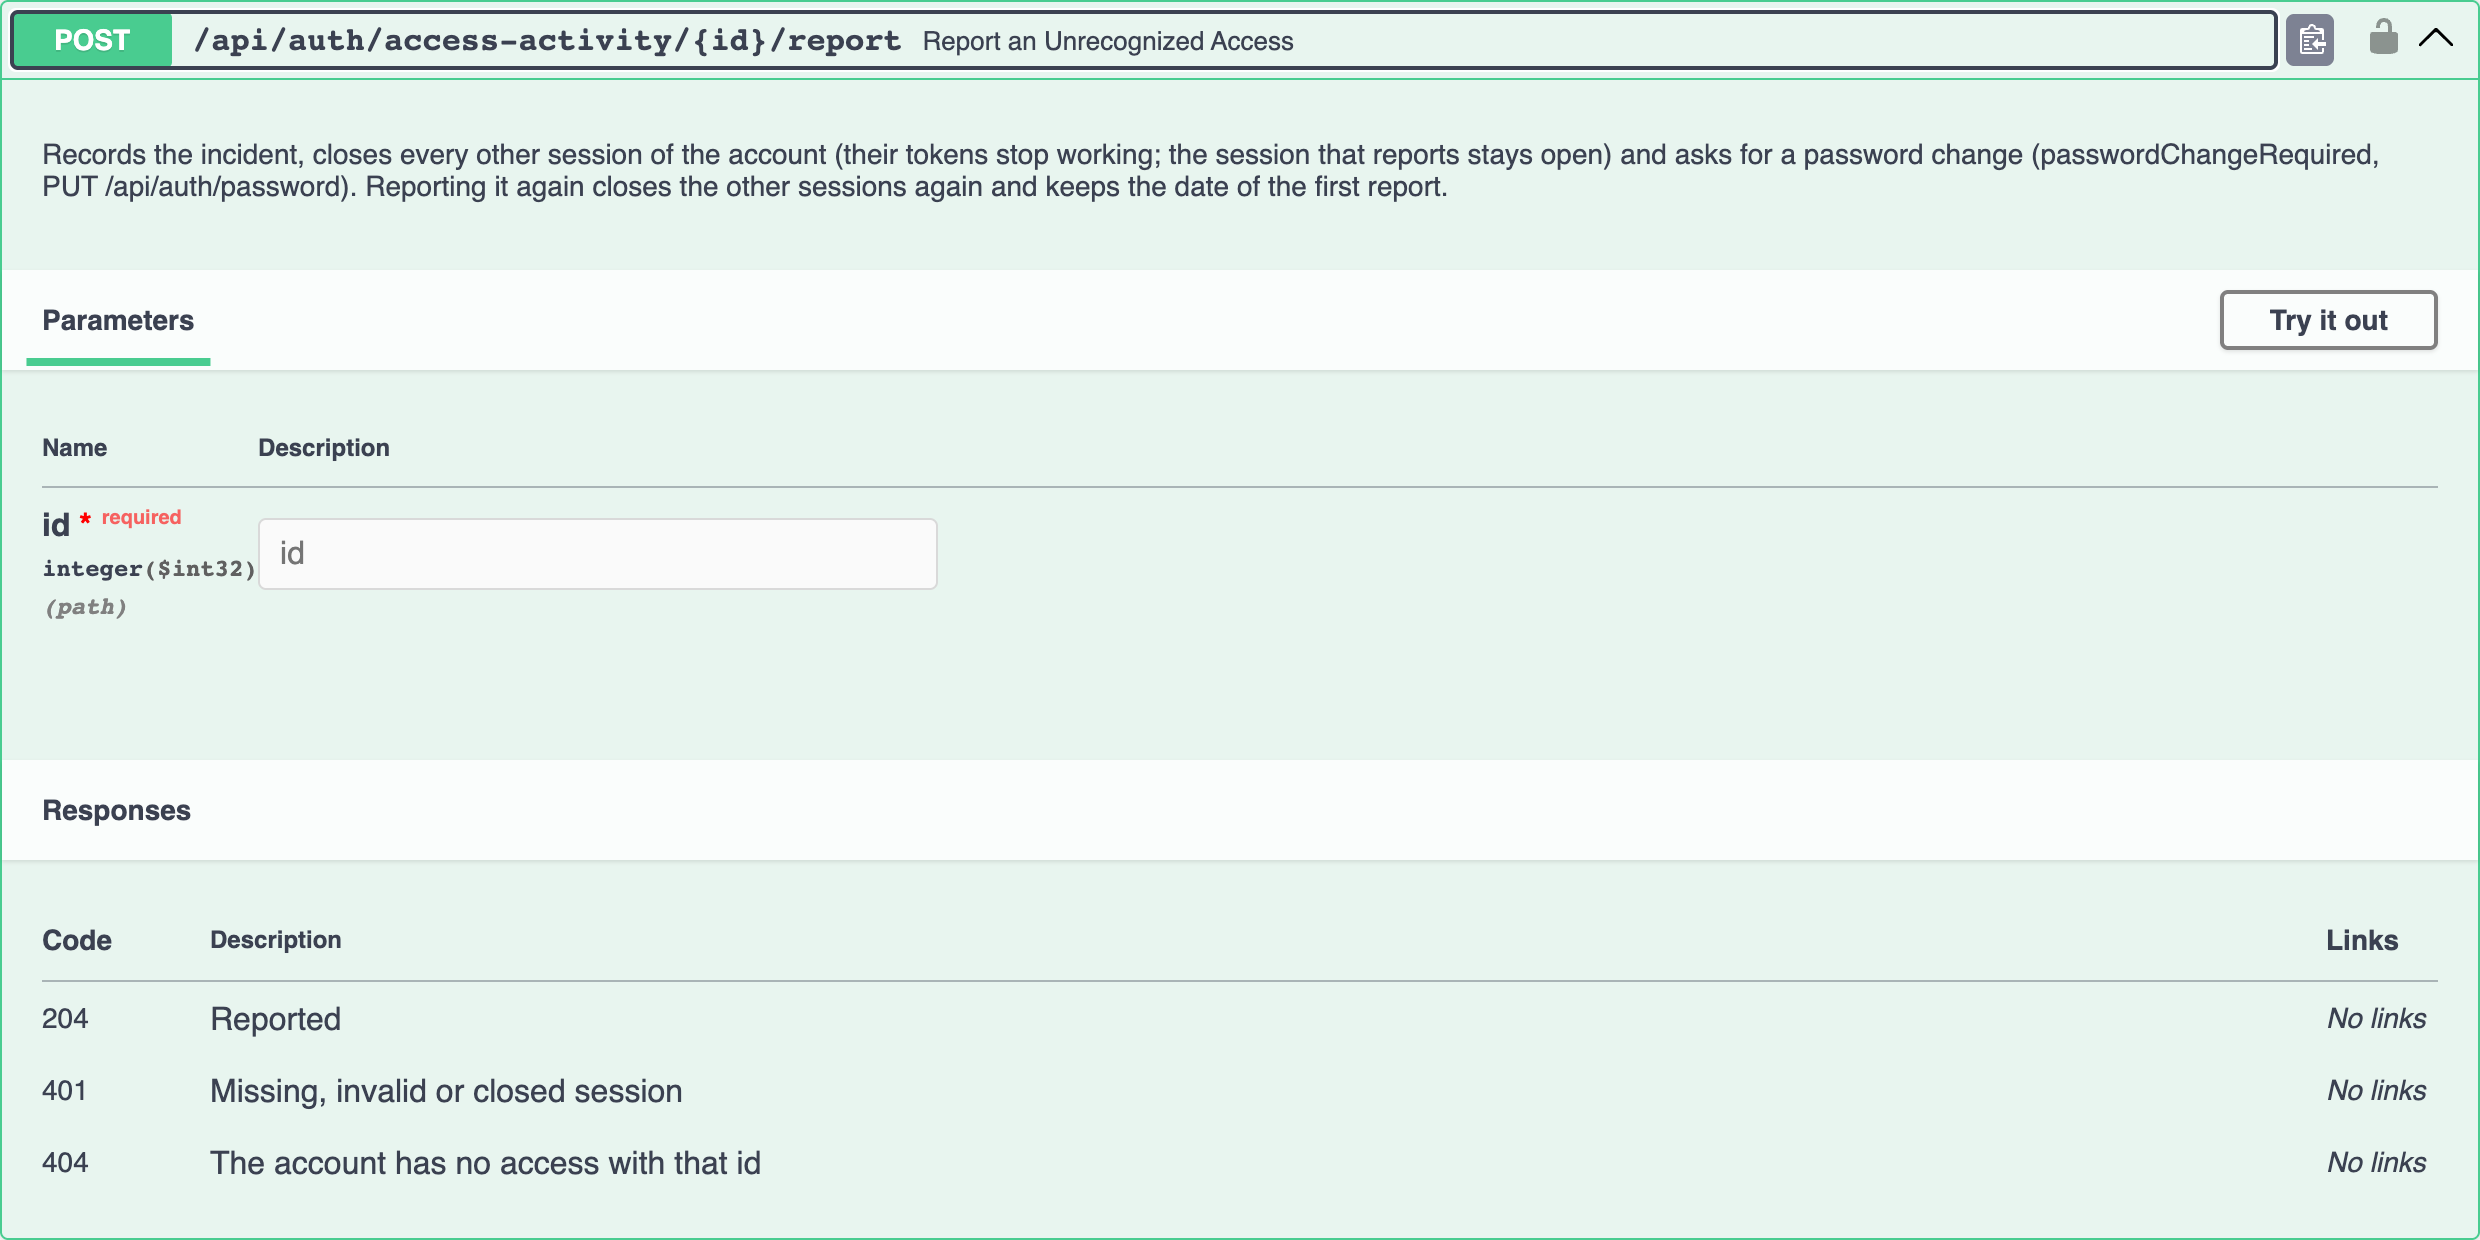 POST /api/auth/access-activity/{id}/report Report an Unrecognized Access
Records the incident, closes every other session of the account (their tokens stop working; the session that reports stays open) and asks for a password change (passwordChangeRequired,
PUT /api/auth/password). Reporting it again closes the other sessions again and keeps the date of the first report.
Parameters
Try it out
Name Description
id * required
id
integer($int32)
(path)
Responses
Code Description Links
204 Reported No links
401 Missing, invalid or closed session No links
404 The account has no access with that id No links